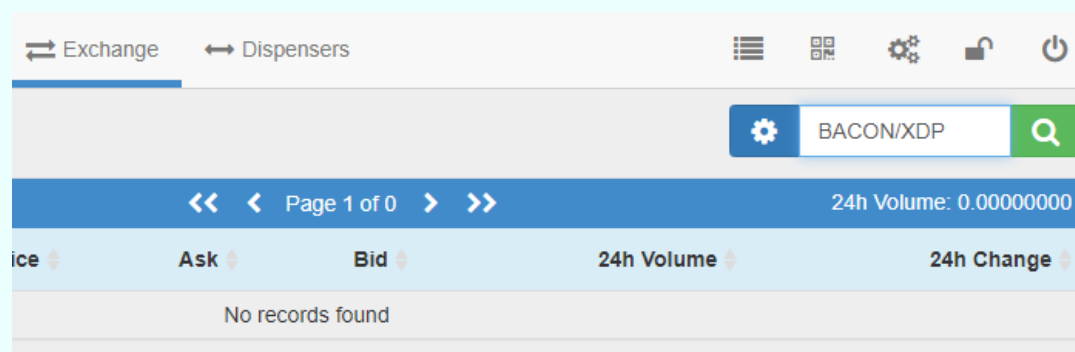 Exchange Dispensers
BACON/XDP
Page 1 of 0 24h Volume: 0.00000000
ice Ask Bid 24h Volume 24h Change
No records found